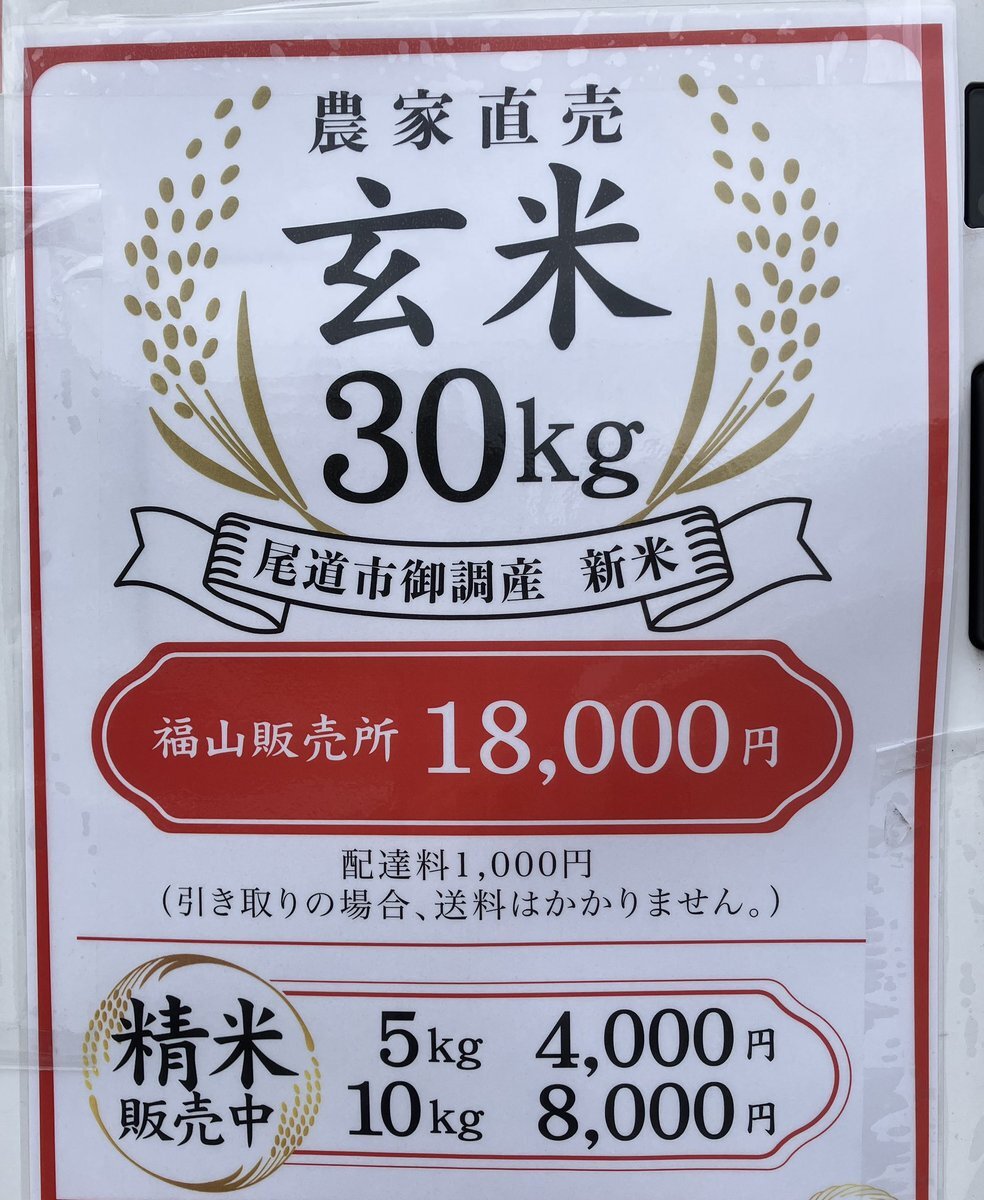 農家直売
玄米
30kg
尾道市御調産 新米
福山販売所 18,000円
配達料1,000円
(引き取りの場合、送料はかかりません。)
精米
販売中
5kg 4,000円
10kg 8,000円